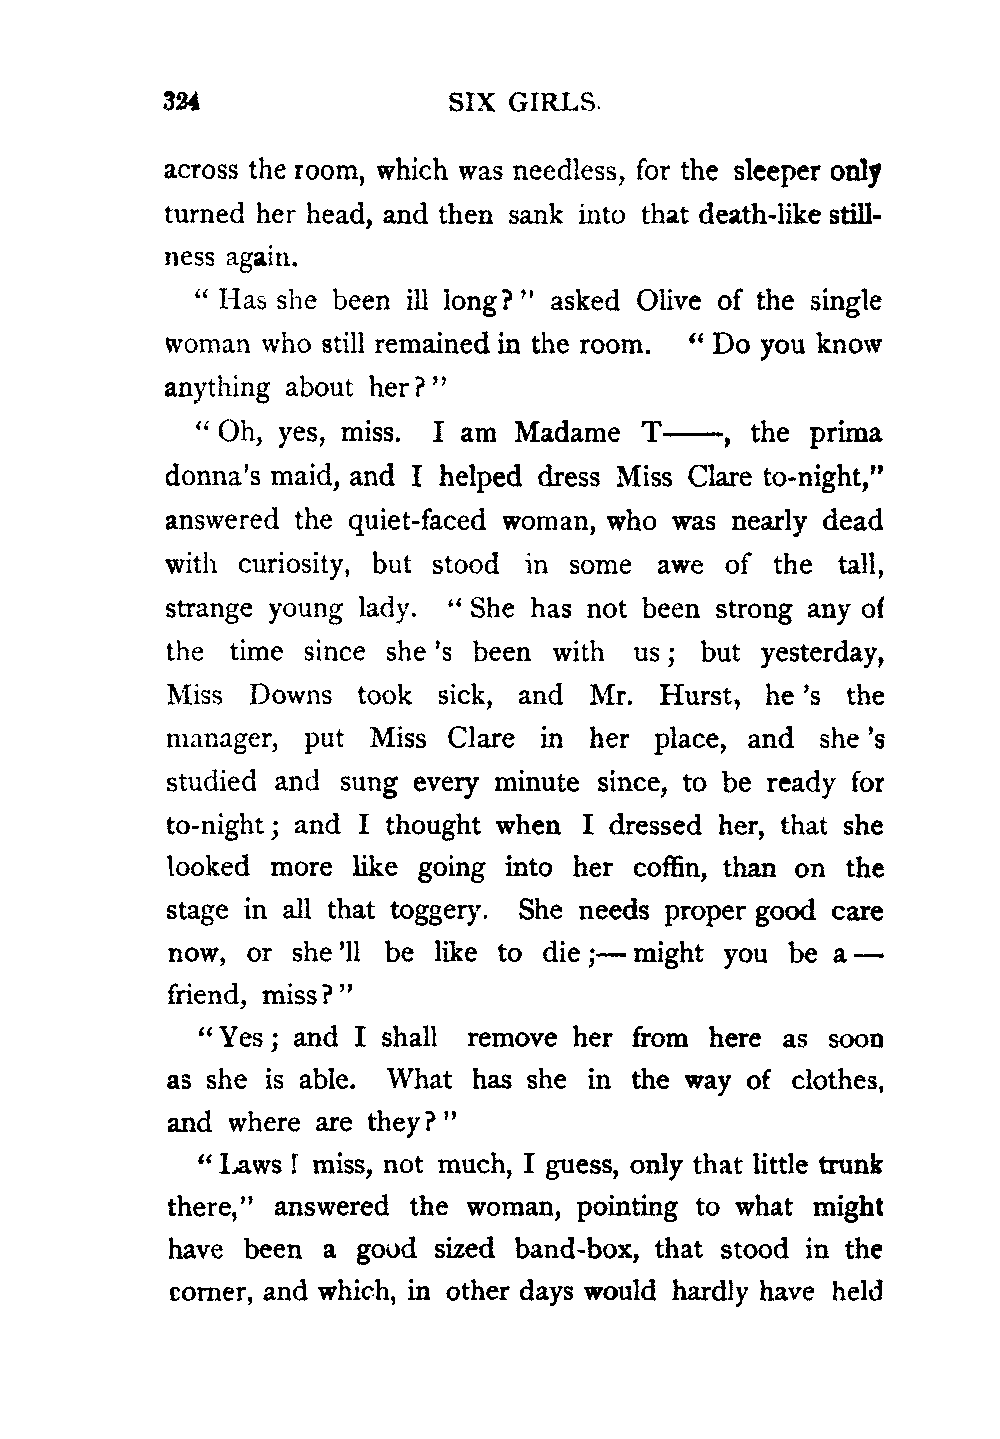 324 SIX GIRLS.
across the room, which was needless, for the sleeper only
turned her head, and then sank into that death-like still-
ness again.
“ Has she been ill long? ” asked Olive of the single
woman who still remained in the room. “ Do you know
anything about her? ”
“ Oh, yes, miss. I am Madame T——, the prima
donna's maid, and I helped dress Miss Clare to-night,”
answered the quiet-faced woman, who was nearly dead
with curiosity, but stood in some awe of the tall,
strange young lady. “ She has not been strong any of
the time since she 's been with us ; but yesterday,
Miss Downs took sick, and Mr. Hurst, he 's the
manager, put Miss Clare in her place, and she 's
studied and sung every minute since, to be ready for
to-night ; and I thought when I dressed her, that she
looked more like going into her coffin, than on the
stage in all that toggery. She needs proper good care
now, or she 'll be like to die ;— might you be a —
friend, miss? ”
“ Yes ; and I shall remove her from here as soon
as she is able. What has she in the way of clothes,
and where are they? ”
“ Laws ! miss, not much, I guess, only that little trunk
there,” answered the woman, pointing to what might
have been a good sized band-box, that stood in the
corner, and which, in other days would hardly have held